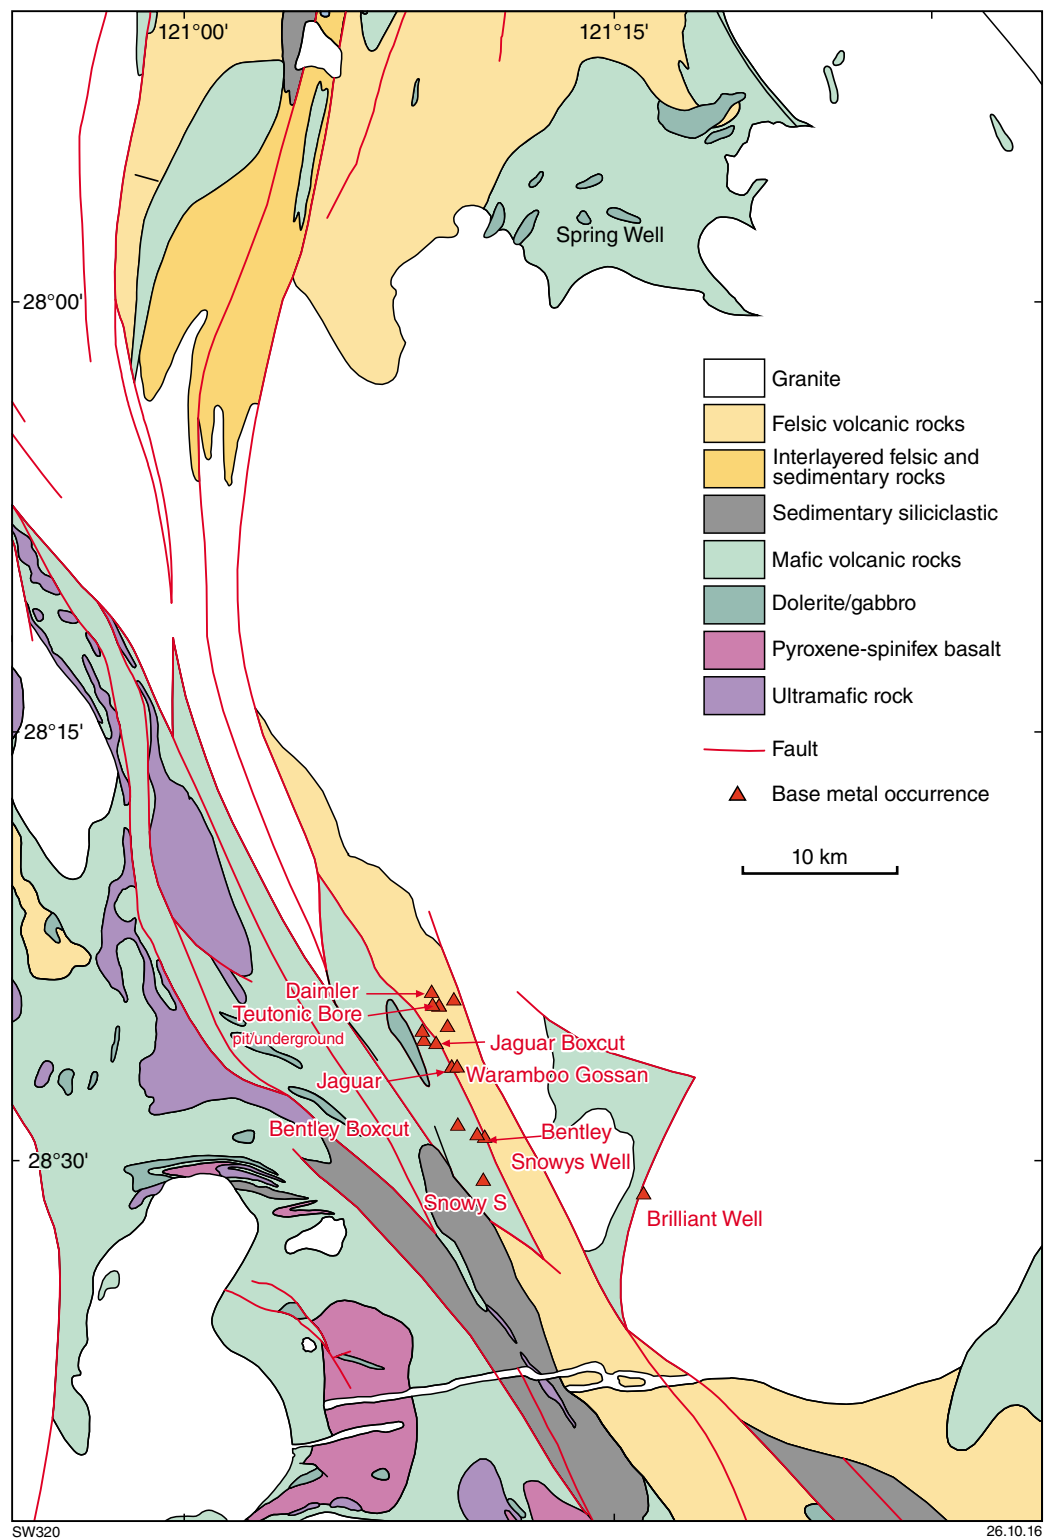 121°00'
121°15'
Spring Well
28°00'
Granite
Felsic volcanic rocks
Interlayered felsic and
sedimentary rocks
Sedimentary siliciclastic
Mafic volcanic rocks
Dolerite/gabbro
Pyroxene-spinifex basalt
Ultramafic rock
28°15'
Fault
Base metal occurrence
10 km
Daimler
Teutonic Bore
pit/underground
Jaguar Boxcut
Jaguar
Waramboo Gossan
Bentley Boxcut
Bentley
28°30'
Snowys Well
Snowy S
Brilliant Well
SW320
26.10.16